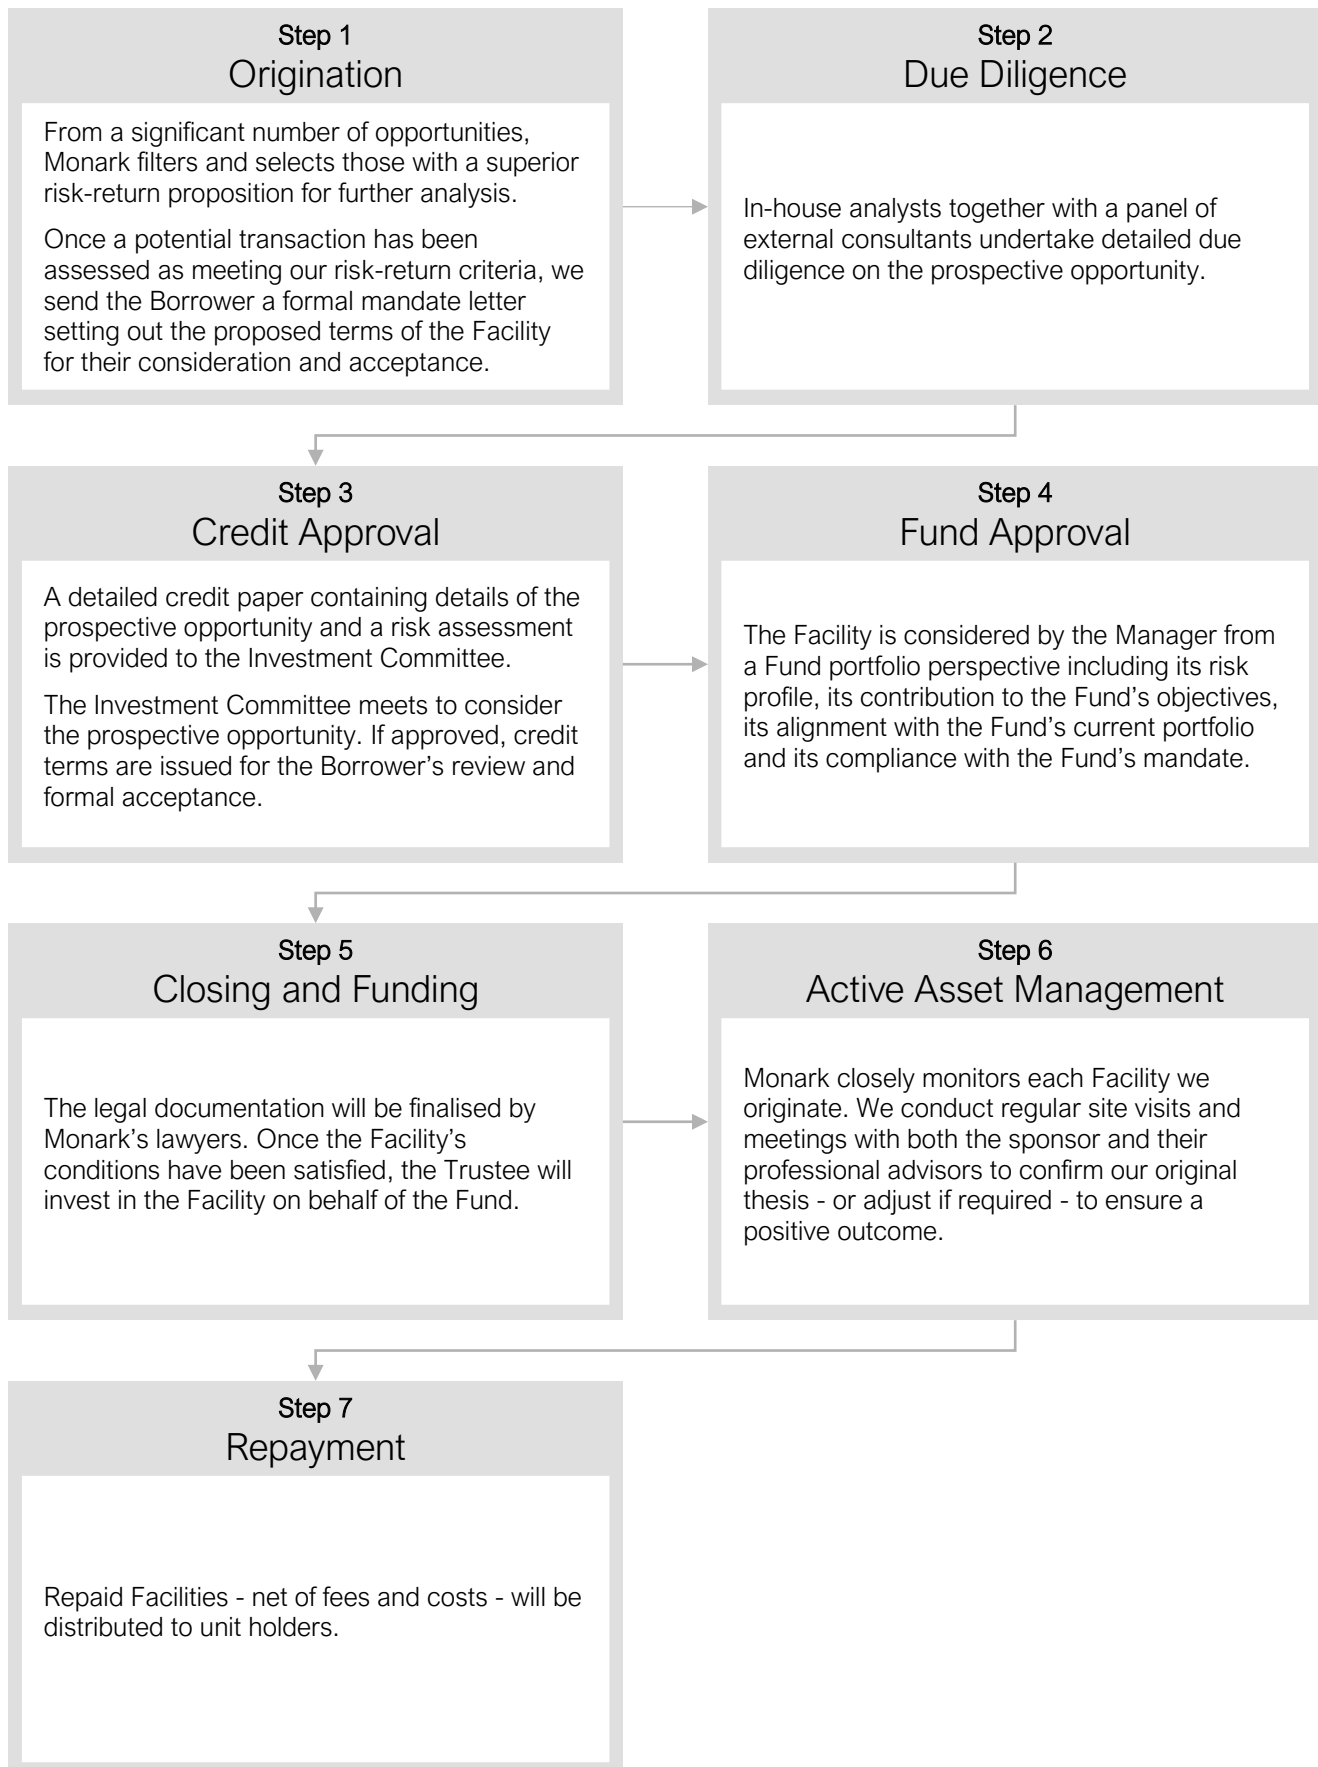 Step 1
Origination
From a significant number of opportunities,
Monark filters and selects those with a superior
risk-return proposition for further analysis.
Once a potential transaction has been
assessed as meeting our risk-return criteria, we
send the Borrower a formal mandate letter
setting out the proposed terms of the Facility
for their consideration and acceptance.
Step 2
Due Diligence
In-house analysts together with a panel of
external consultants undertake detailed due
diligence on the prospective opportunity.
Step 3
Credit Approval
A detailed credit paper containing details of the
prospective opportunity and a risk assessment
is provided to the Investment Committee.
The Investment Committee meets to consider
the prospective opportunity. If approved, credit
terms are issued for the Borrower's review and
formal acceptance.
Step 4
Fund Approval
The Facility is considered by the Manager from
a Fund portfolio perspective including its risk
profile, its contribution to the Fund's objectives,
its alignment with the Fund's current portfolio
and its compliance with the Fund's mandate.
Step 5
Closing and Funding
The legal documentation will be finalised by
Monark's lawyers. Once the Facility's
conditions have been satisfied, the Trustee will
invest in the Facility on behalf of the Fund.
Step 6
Active Asset Management
Monark closely monitors each Facility we
originate. We conduct regular site visits and
meetings with both the sponsor and their
professional advisors to confirm our original
thesis - or adjust if required - to ensure a
positive outcome.
Step 7
Repayment
Repaid Facilities - net of fees and costs - will be
distributed to unit holders.